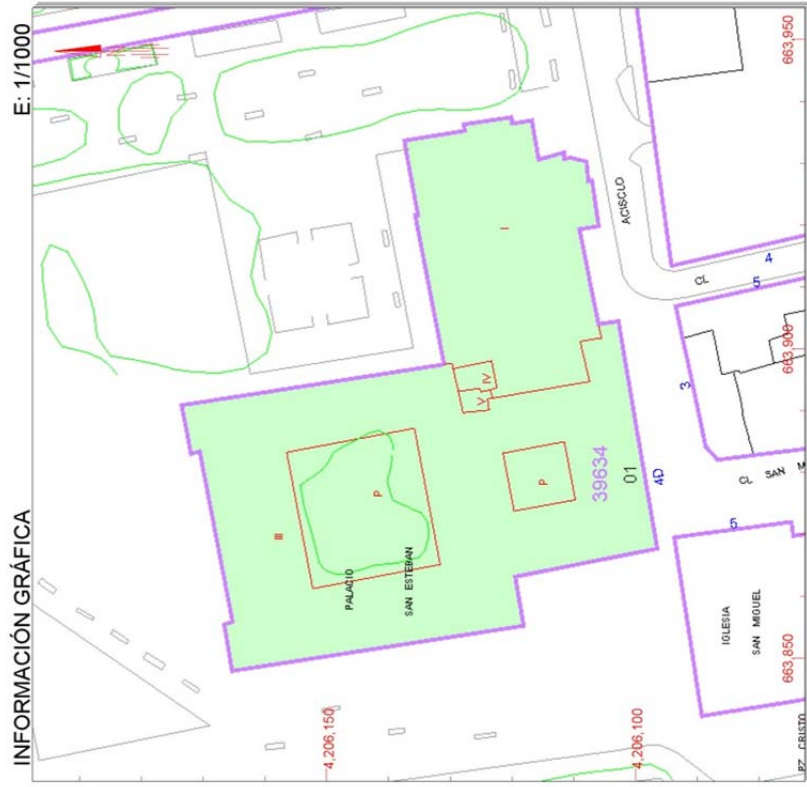 INFORMACIÓN GRÁFICA E: 1/1000
III
4,206,150
PALACIO
P
SAN ESTEBAN
V IV
I
P
39634
01
ACISCLO
4,206,100
4D
3
CL
IGLESIA
SAN MIGUEL
5
CL SAN M
5
4
663,850 663,900 663,950
PZ CRISTO